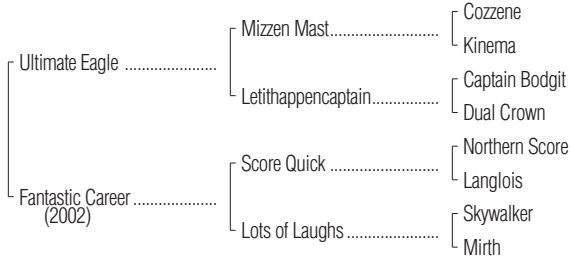 Cozzene
Mizzen Mast................................
Kinema
Ultimate Eagle ...........................
Captain Bodgit
Letithappencaptain....................
Dual Crown
Northern Score
Score Quick ................................
Langlois
Fantastic Career .........................
(2002)
Skywalker
Lots of Laughs ...........................
Mirth